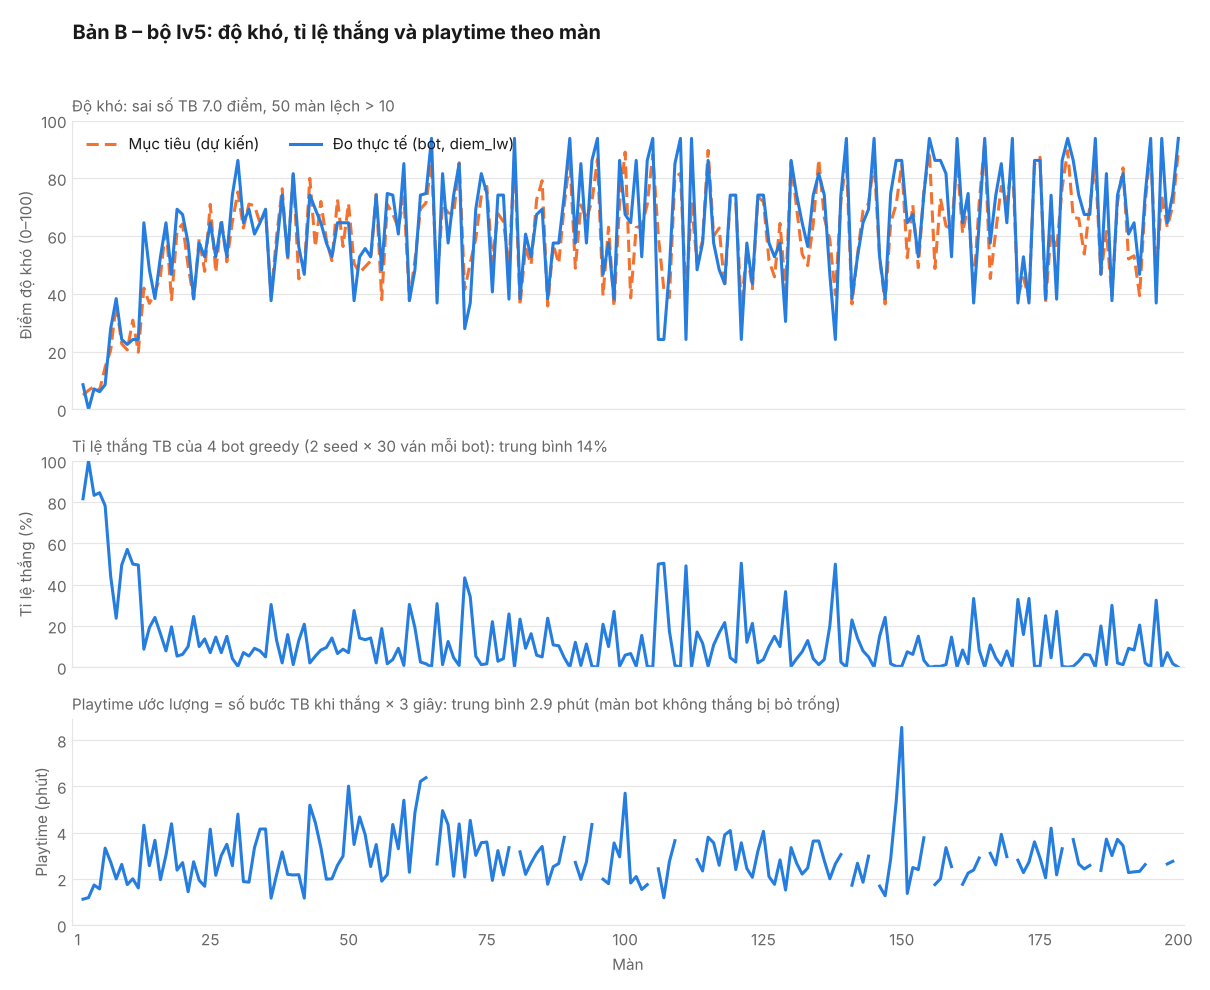 Bản B – bộ lv5: độ khó, tỉ lệ thắng và playtime theo màn
Độ khó: sai số TB 7.0 điểm, 50 màn lệch > 10
Mục tiêu (dự kiến)
Đo thực tế (bot, diem_lw)
Điểm độ khó (0–100)
100
80
60
40
20
0
Tỉ lệ thắng TB của 4 bot greedy (2 seed × 30 ván mỗi bot): trung bình 14%
Tỉ lệ thắng (%)
100
80
60
40
20
0
Playtime ước lượng = số bước TB khi thắng × 3 giây: trung bình 2.9 phút (màn bot không thắng bị bỏ trống)
Playtime (phút)
8
6
4
2
0
1 25 50 75 100 125 150 175 200
Màn